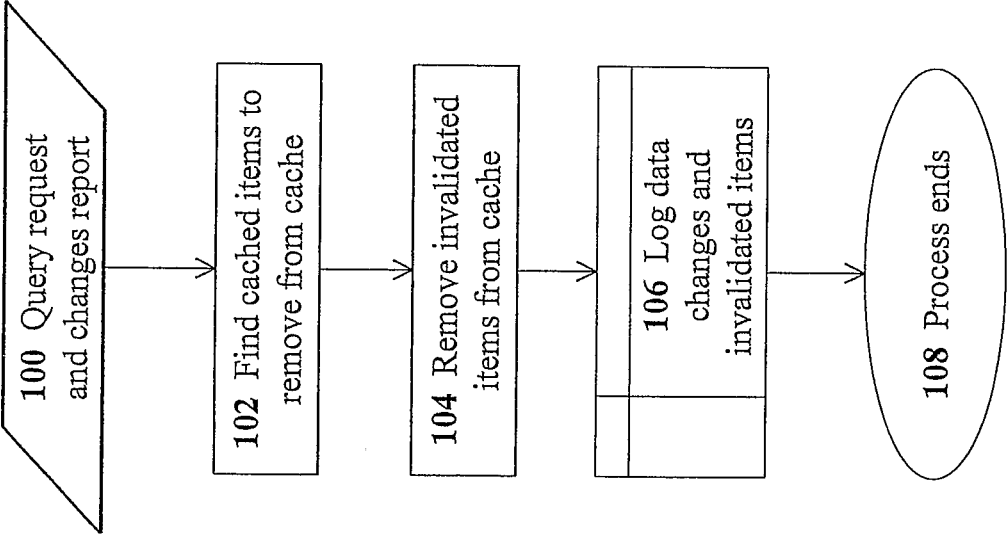 100 Query request
and changes report
102 Find cached items to
remove from cache
104 Remove invalidated
items from cache
106 Log data
changes and
invalidated items
108 Process ends